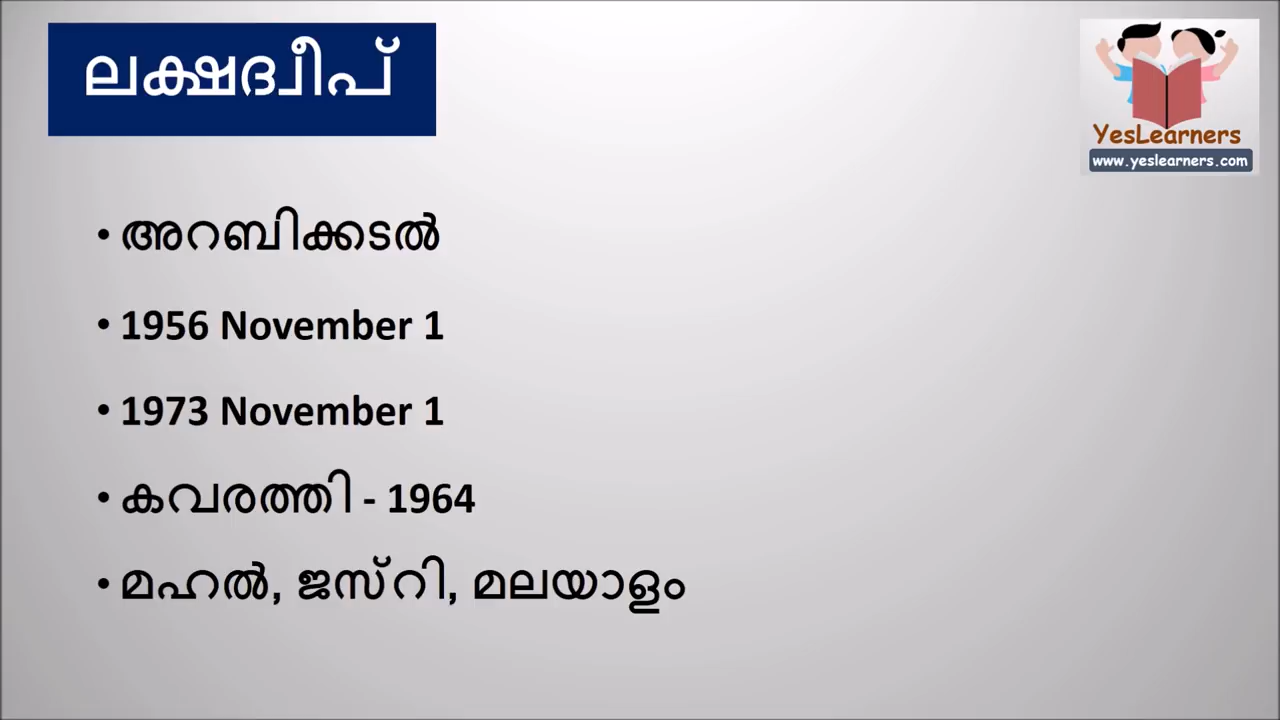 ലക്ഷദ്വീപ്
YesLearners
www.yeslearners.com
• അറബിക്കടൽ
• 1956 November 1
• 1973 November 1
• കവരത്തി - 1964
• മഹൽ, ജസ്റി, മലയാളം